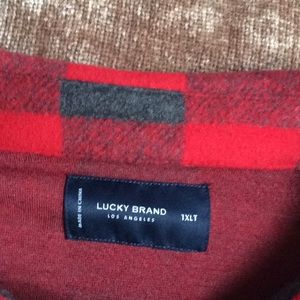 MADE IN CHINA
LUCKY BRAND
LOS ANGELES
1XLT